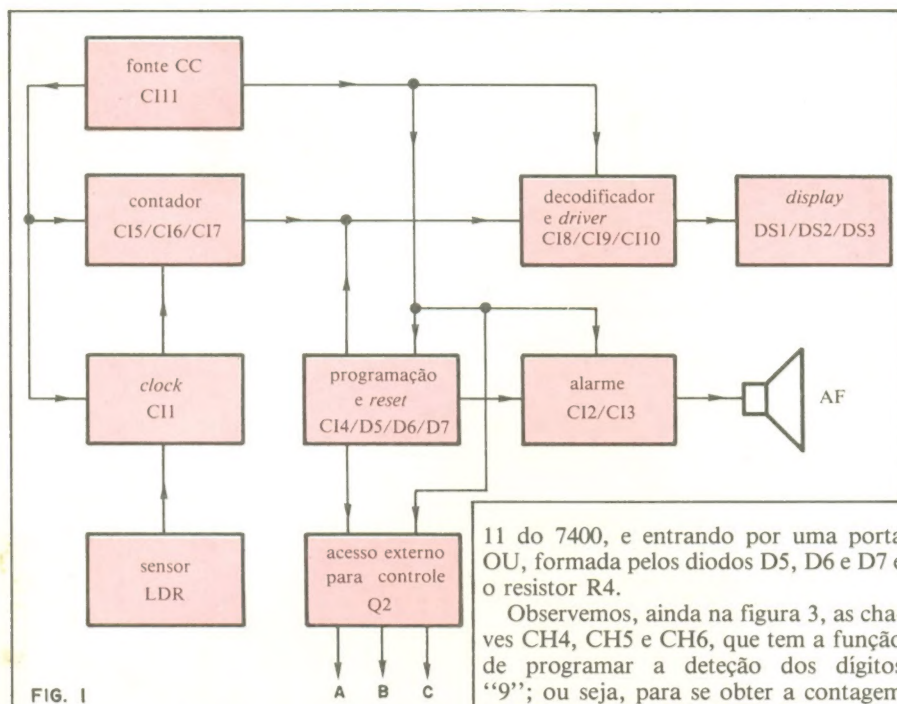 fonte CC
CI11
contador
CI5/CI6/CI7
decodificador
e driver
CI8/CI9/CI10
display
DS1/DS2/DS3
clock
CI1
programação
e reset
CI4/D5/D6/D7
alarme
CI2/CI3
AF
sensor
LDR
acesso externo
para controle
Q2
A B C
FIG. 1
11 do 7400, e entrando por uma porta
OU, formada pelos diodos D5, D6 e D7 e
o resistor R4.
Observemos, ainda na figura 3, as cha-
ves CH4, CH5 e CH6, que tem a função
de programar a deteção dos dígitos
“9”; ou seja, para se obter a contagem